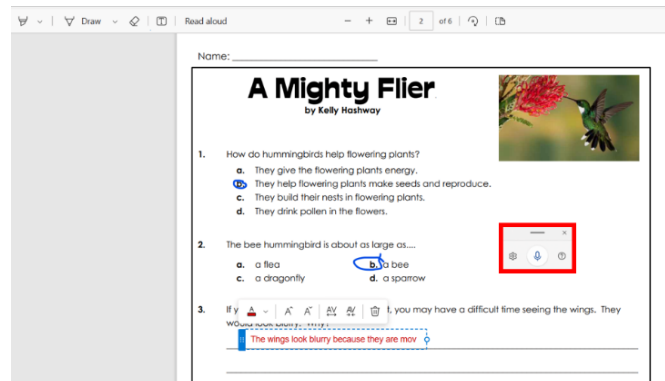 Draw Read aloud 2 of 6
Name:
A Mighty Flier
by Kelly Hashway
1. How do hummingbirds help flowering plants?
a. They give the flowering plants energy.
b. They help flowering plants make seeds and reproduce.
c. They build their nests in flowering plants.
d. They drink pollen in the flowers.
2. The bee hummingbird is about as large as....
a. a flea b. a bee
c. a dragonfly d. a sparrow
3. If y t, you may have a difficult time seeing the wings. They
would look blurry. Why?
The wings look blurry because they are mov